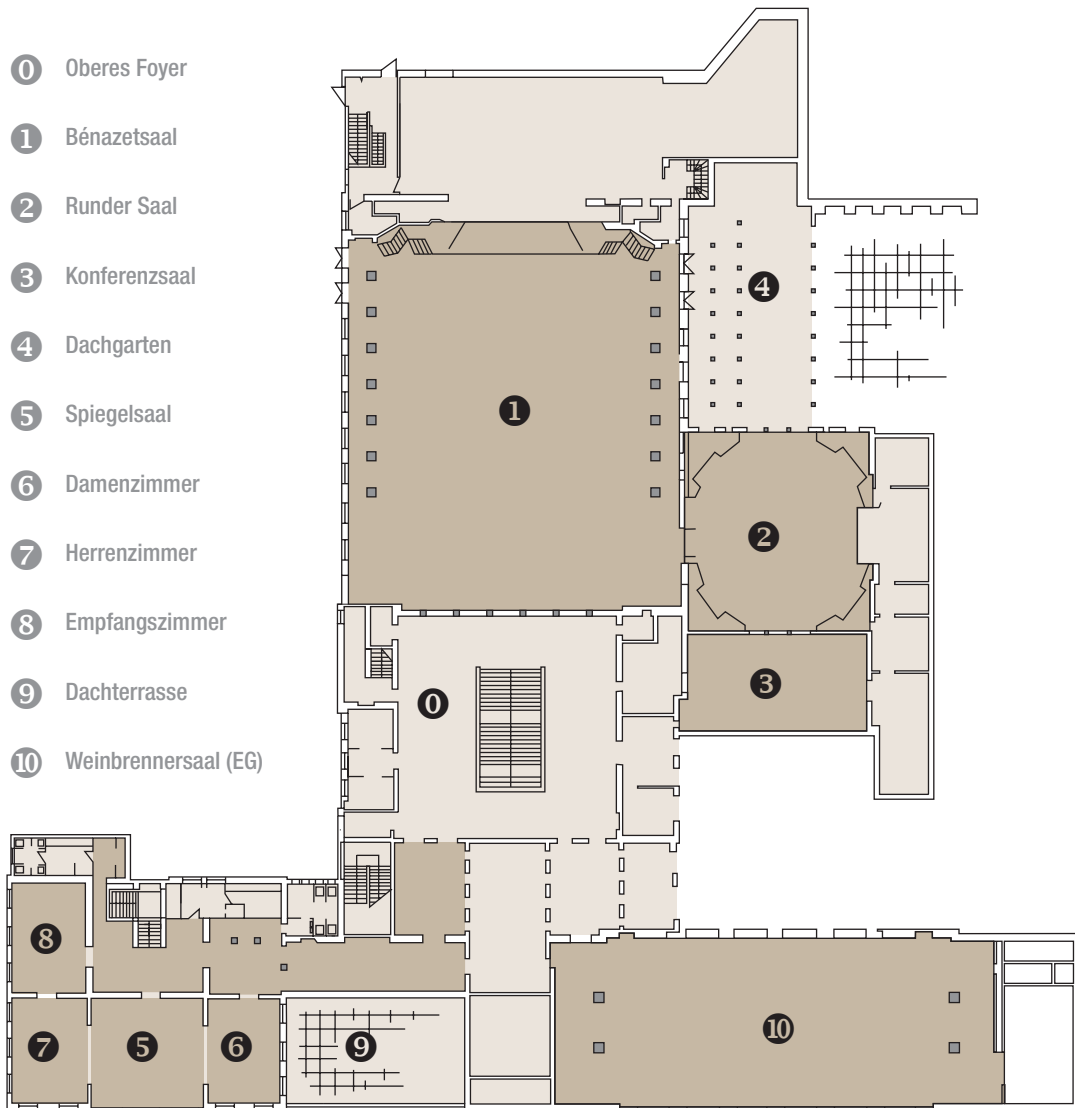 0 Oberes Foyer
1 Bénazetsaal
2 Runder Saal
3 Konferenzsaal
4 Dachgarten
5 Spiegelsaal
6 Damenzimmer
7 Herrenzimmer
8 Empfangszimmer
9 Dachterrasse
10 Weinbrennersaal (EG)
4
1
2
3
0
8
7
5
6
9
10